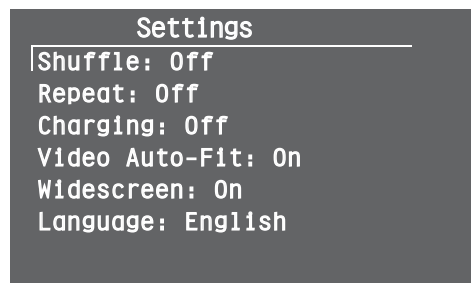 Settings
Shuffle: Off
Repeat: Off
Charging: Off
Video Auto-Fit: On
Widescreen: On
Language: English